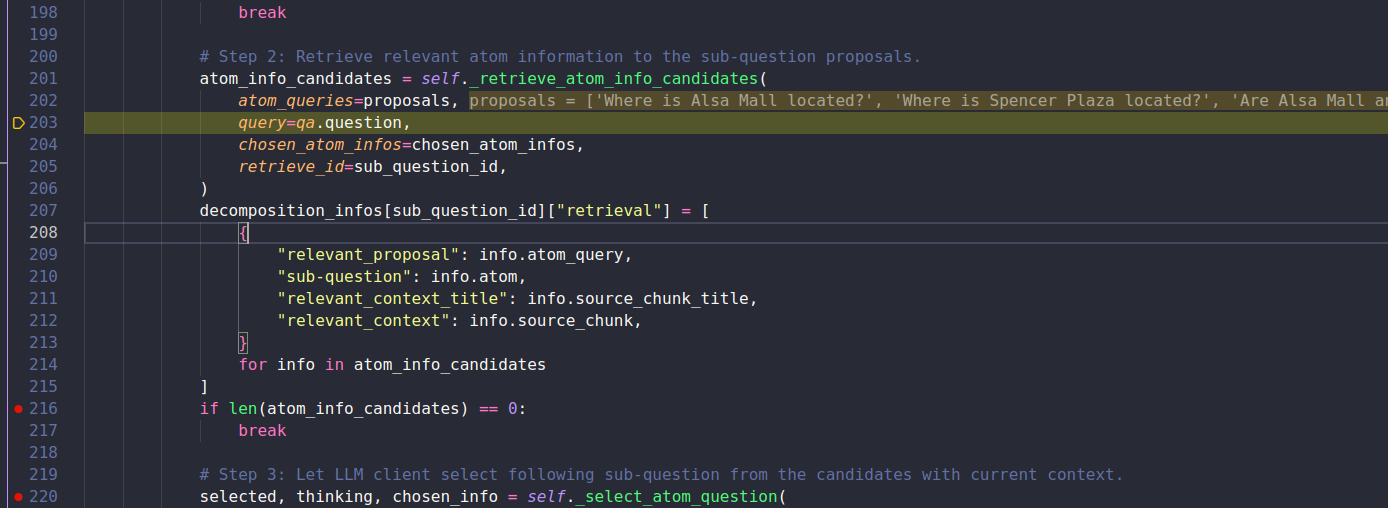 198 break
199
200 # Step 2: Retrieve relevant atom information to the sub-question proposals.
201 atom_info_candidates = self._retrieve_atom_info_candidates(
202 atom_queries=proposals, proposals = ['Where is Alsa Mall located?', 'Where is Spencer Plaza located?', 'Are Alsa Mall
203 query=qa.question,
204 chosen_atom_infos=chosen_atom_infos,
205 retrieve_id=sub_question_id,
206 )
207 decomposition_infos[sub_question_id]["retrieval"] = [
208 {
209 "relevant_proposal": info.atom_query,
210 "sub-question": info.atom,
211 "relevant_context_title": info.source_chunk_title,
212 "relevant_context": info.source_chunk,
213 }
214 for info in atom_info_candidates
215 ]
216 if len(atom_info_candidates) == 0:
217 break
218
219 # Step 3: Let LLM client select following sub-question from the candidates with current context.
220 selected, thinking, chosen_info = self._select_atom_question(